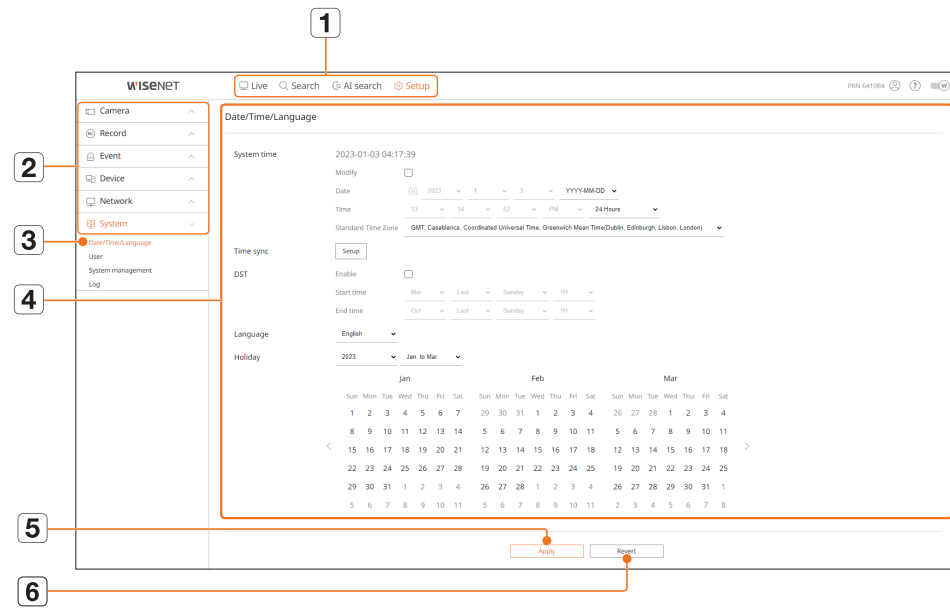 1
WISENET
Live Search AI search Setup
PRN-6410B4 ? W
Camera
Record
Event
Device
Network
System
Date/Time/Language
User
System management
Log
2
3
4
Date/Time/Language
System time 2023-01-03 04:17:39
Modify
Date 2023 1 3 YYYY-MM-DD
Time 13 14 52 PM 24 Hours
Standard Time Zone GMT, Casablanca, Coordinated Universal Time, Greenwich Mean Time(Dublin, Edinburgh, Lisbon, London)
Time sync Setup
DST Enable
Start time Mar Last Sunday 1H
End time Oct Last Sunday 1H
Language English
Holiday 2023 Jan. to Mar.
Jan Feb Mar
Sun Mon Tue Wed Thu Fri Sat Sun Mon Tue Wed Thu Fri Sat Sun Mon Tue Wed Thu Fri Sat
1 2 3 4 5 6 7 29 30 31 1 2 3 4 26 27 28 1 2 3 4
8 9 10 11 12 13 14 5 6 7 8 9 10 11 5 6 7 8 9 10 11
< 15 16 17 18 19 20 21 12 13 14 15 16 17 18 12 13 14 15 16 17 18 >
22 23 24 25 26 27 28 19 20 21 22 23 24 25 19 20 21 22 23 24 25
29 30 31 1 2 3 4 26 27 28 1 2 3 4 26 27 28 29 30 31 1
5 6 7 8 9 10 11 5 6 7 8 9 10 11 2 3 4 5 6 7 8
5
Apply Revert
6